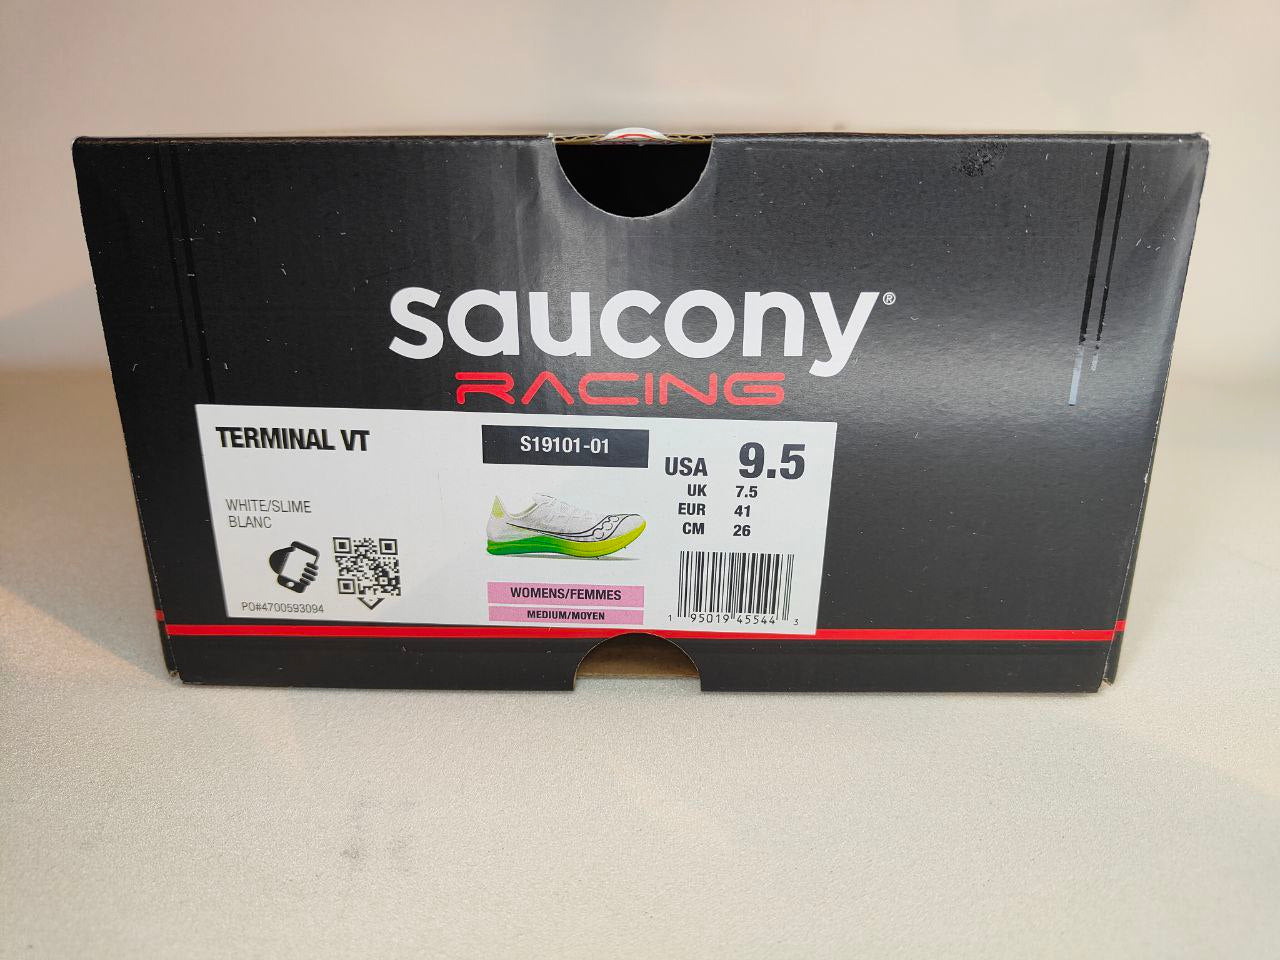 saucony®
RACING
TERMINAL VT
S19101-01
USA 9.5
UK 7.5
EUR 41
CM 26
WHITE/SLIME
BLANC
PO#4700593094
WOMENS/FEMMES
MEDIUM/MOYEN
1 95019 45544 3